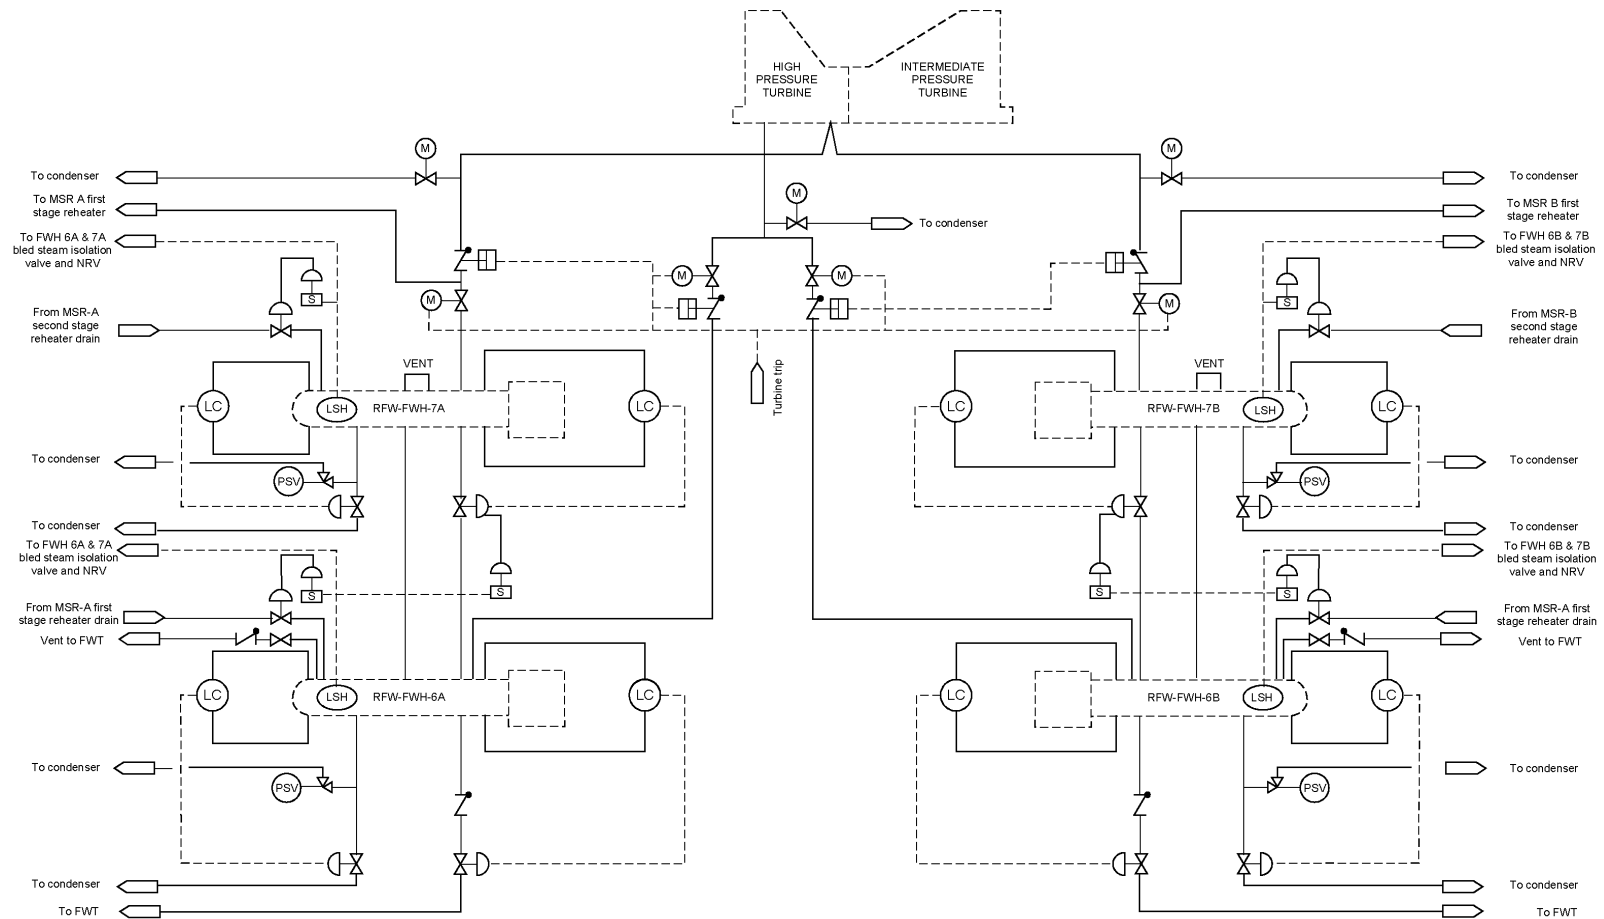 HIGH
PRESSURE
TURBINE
INTERMEDIATE
PRESSURE
TURBINE
M
M
To condenser
To condenser
M
To MSR A first
stage reheater
To condenser
To MSR B first
stage reheater
To FWH 6A & 7A
bled steam isolation
valve and NRV
To FWH 6B & 7B
bled steam isolation
valve and NRV
M
M
M
M
S
S
From MSR-A
second stage
reheater drain
From MSR-B
second stage
reheater drain
VENT
VENT
Turbine trip
LC
LSH
RFW-FWH-7A
LC
LC
RFW-FWH-7B
LSH
LC
To condenser
To condenser
PSV
PSV
To condenser
To condenser
To FWH 6A & 7A
bled steam isolation
valve and NRV
To FWH 6B & 7B
bled steam isolation
valve and NRV
S
S
S
S
From MSR-A first
stage reheater drain
From MSR-A first
stage reheater drain
Vent to FWT
Vent to FWT
LC
LSH
RFW-FWH-6A
LC
LC
RFW-FWH-6B
LSH
LC
To condenser
To condenser
PSV
PSV
To condenser
To condenser
To FWT
To FWT